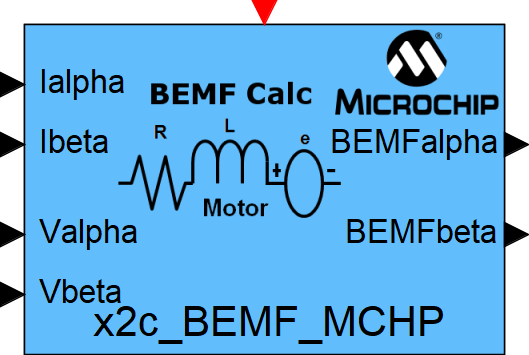 Ialpha
BEMF Calc
MICROCHIP
®
Ibeta
R
L
e
BEMFalpha
+
-
Motor
Valpha
BEMFbeta
Vbeta
x2c_BEMF_MCHP